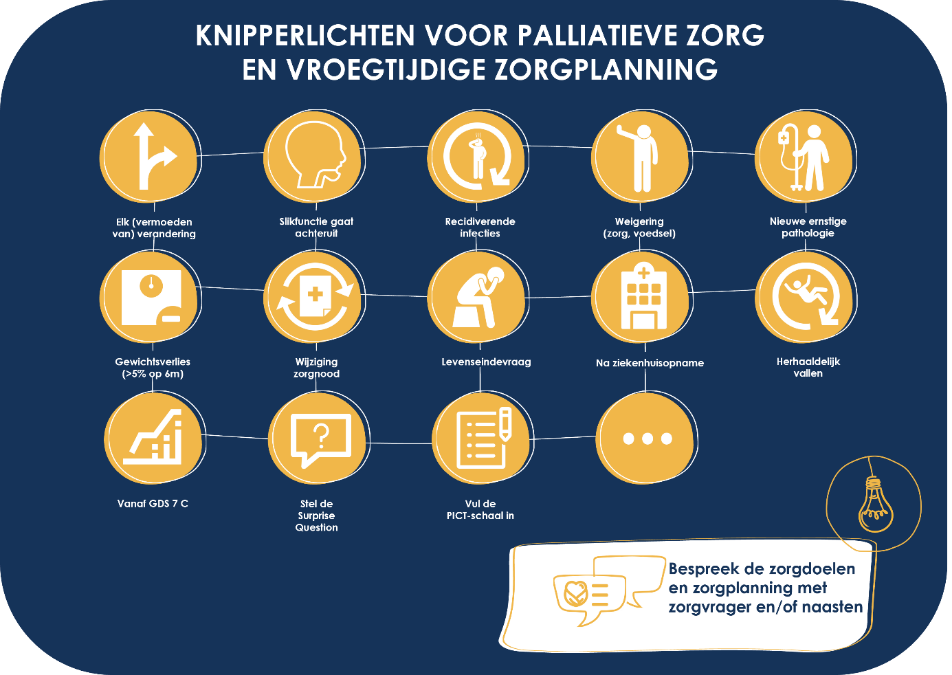 KNIPPERLICHTEN VOOR PALLIATIEVE ZORG
EN VROEGTIJDIGE ZORGPLANNING
Elk (vermoeden
van) verandering
Slikfunctie gaat
achteruit
Recidiverende
infecties
Weigering
(zorg, voedsel)
Nieuwe ernstige
pathologie
Gewichtsverlies
(>5% op 6m)
Wijziging
zorgnood
Levenseindevraag
Na ziekenhuisopname
Herhaaldelijk
vallen
Vanaf GDS 7 C
Stel de
Surprise
Question
Vul de
PICT-schaal in
Bespreek de zorgdoelen
en zorgplanning met
zorgvrager en/of naasten